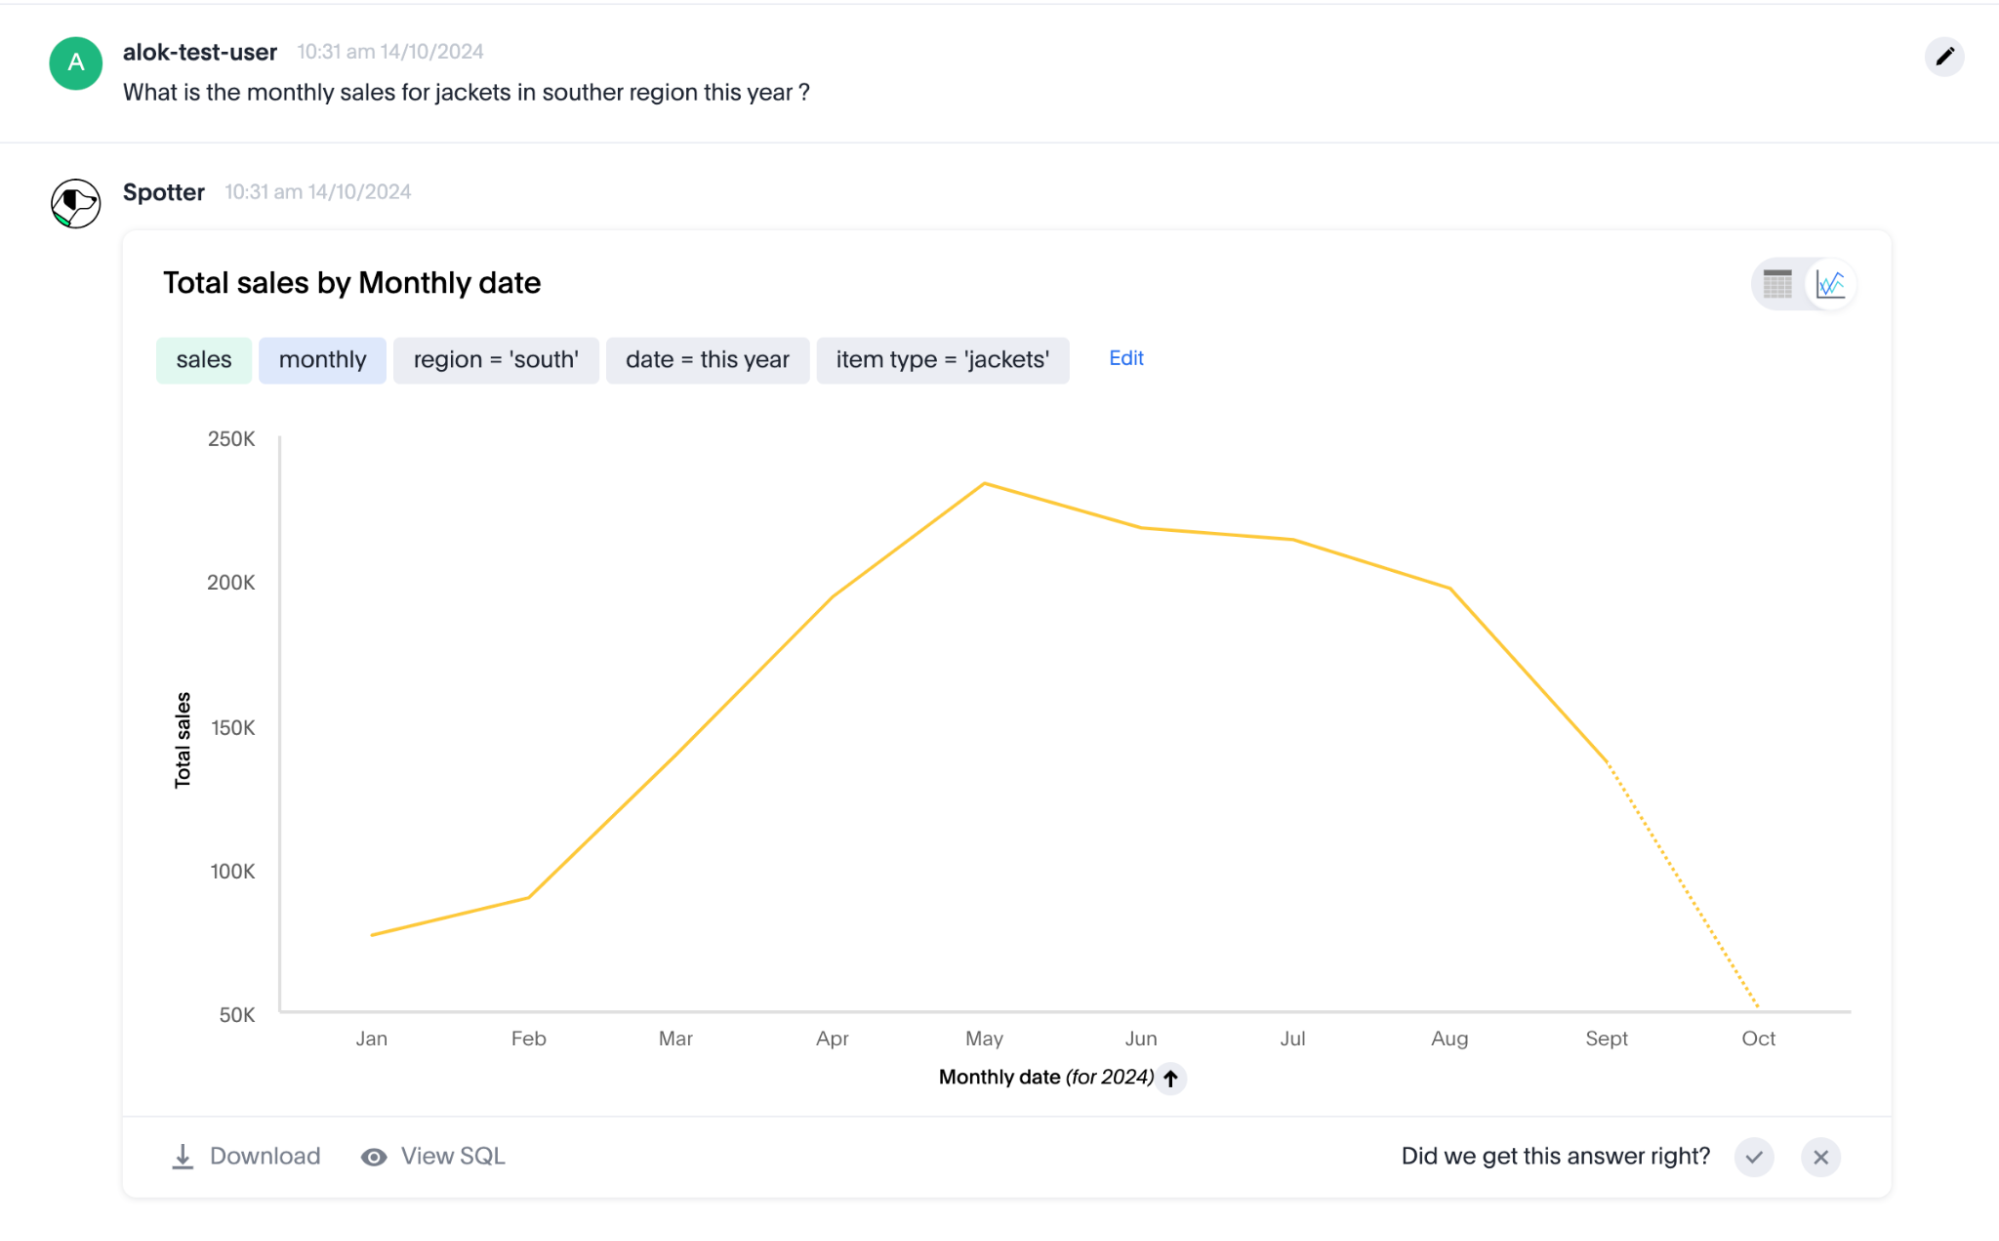 A
alok-test-user 10:31 am 14/10/2024
What is the monthly sales for jackets in souther region this year ?
Spotter 10:31 am 14/10/2024
Total sales by Monthly date
sales monthly region = 'south' date = this year item type = 'jackets' Edit
250K
200K
150K
100K
50K
Total sales
Jan Feb Mar Apr May Jun Jul Aug Sept Oct
Monthly date (for 2024)
Download View SQL Did we get this answer right?